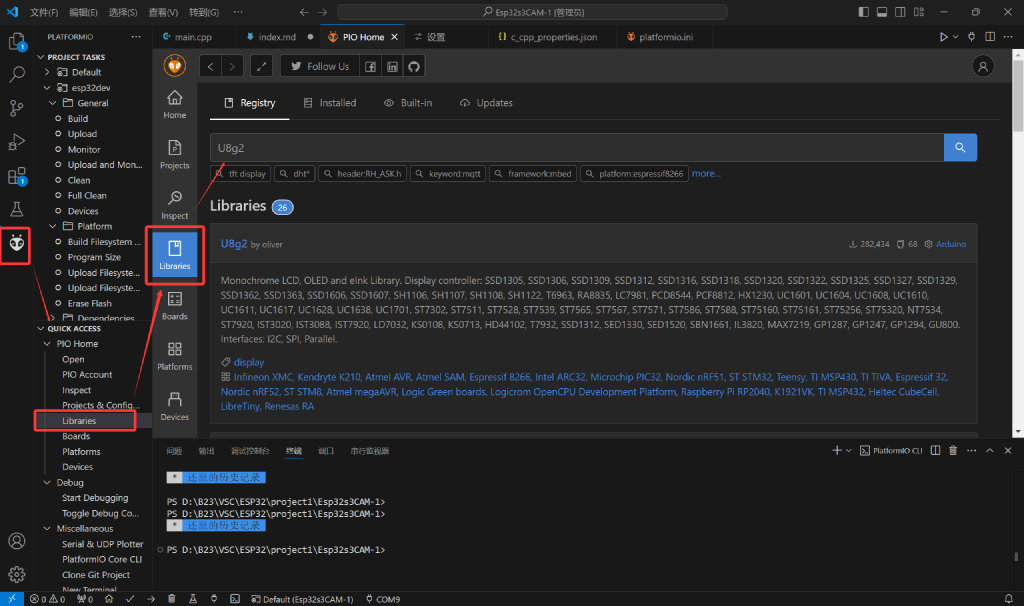 文件(F) 编辑(E) 选择(S) 查看(V) 转到(G) ··· Esp32s3CAM-1 [管理员]
PLATFORMIO ···
main.cpp index.md PIO Home 设置 c_cpp_properties.json platformio.ini
PROJECT TASKS
Default
esp32dev
General
Build
Upload
Monitor
Upload and Mon...
Clean
Full Clean
Devices
Platform
Build Filesystem ...
Program Size
Upload Filesyste...
Upload Filesyste...
Erase Flash
Dependencies
QUICK ACCESS
PIO Home
Open
PIO Account
Inspect
Projects & Config...
Libraries
Boards
Platforms
Devices
Debug
Start Debugging
Toggle Debug Co...
Miscellaneous
Serial & UDP Plotter
PlatformIO Core CLI
Clone Git Project
New Terminal
Follow Us
Home
Projects
Inspect
Libraries
Boards
Platforms
Devices
Registry Installed Built-in Updates
U8g2
tft display dht* header:RH_ASK.h keyword:mqtt framework:mbed platform:espressif8266 more...
Libraries 26
U8g2 by oliver 282,434 68 Arduino
Monochrome LCD, OLED and eInk Library. Display controller: SSD1305, SSD1306, SSD1309, SSD1312, SSD1316, SSD1318, SSD1320, SSD1322, SSD1325, SSD1327, SSD1329,
SSD1362, SSD1363, SSD1606, SSD1607, SH1106, SH1107, SH1108, SH1122, T6963, RA8835, LC7981, PCD8544, PCF8812, HX1230, UC1601, UC1604, UC1608, UC1610,
UC1611, UC1617, UC1628, UC1638, UC1701, ST7302, ST7511, ST7528, ST7539, ST7565, ST7567, ST7571, ST7586, ST7588, ST75160, ST75161, ST75256, ST75320, NT7534,
ST7920, IST3020, IST3088, IST7920, LD7032, KS0108, KS0713, HD44102, T7932, SSD1312, SED1330, SED1520, SBN1661, IL3820, MAX7219, GP1287, GP1247, GP1294, GU800.
Interfaces: I2C, SPI, Parallel.
display
Infineon XMC, Kendryte K210, Atmel AVR, Atmel SAM, Espressif 8266, Intel ARC32, Microchip PIC32, Nordic nRF51, ST STM32, Teensy, TI MSP430, TI TIVA, Espressif 32,
Nordic nRF52, ST STM8, Atmel megaAVR, Logic Green boards, Logicrom OpenCPU Development Platform, Raspberry Pi RP2040, K1921VK, TI MSP432, Heltec CubeCell,
LibreTiny, Renesas RA
问题 输出 调试控制台 终端 端口 串行监视器 PlatformIO CLI
* 还原的历史记录
PS D:\B23\VSC\ESP32\project1\Esp32s3CAM-1>
PS D:\B23\VSC\ESP32\project1\Esp32s3CAM-1>
* 还原的历史记录
PS D:\B23\VSC\ESP32\project1\Esp32s3CAM-1>
0 0 0 Default (Esp32s3CAM-1) COM9